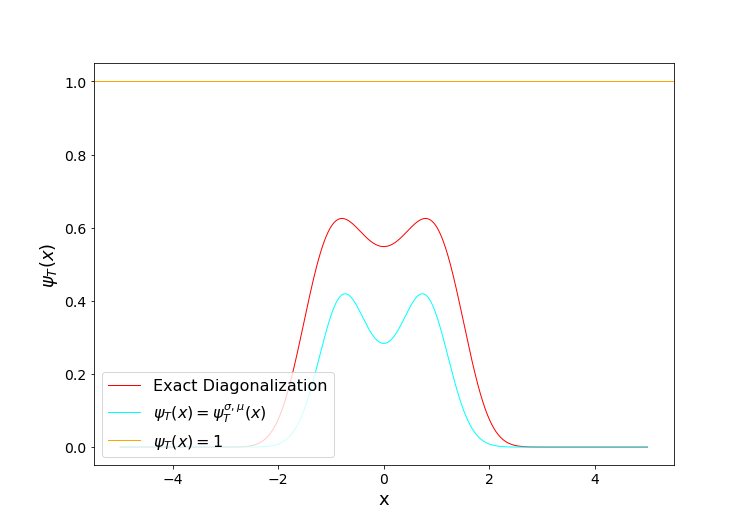 1.0
0.8
0.6
0.4
0.2
0.0
ψ_T(x)
Exact Diagonalization
ψ_T(x) = ψ_T^{σ,μ}(x)
ψ_T(x) = 1
−4 −2 0 2 4
x